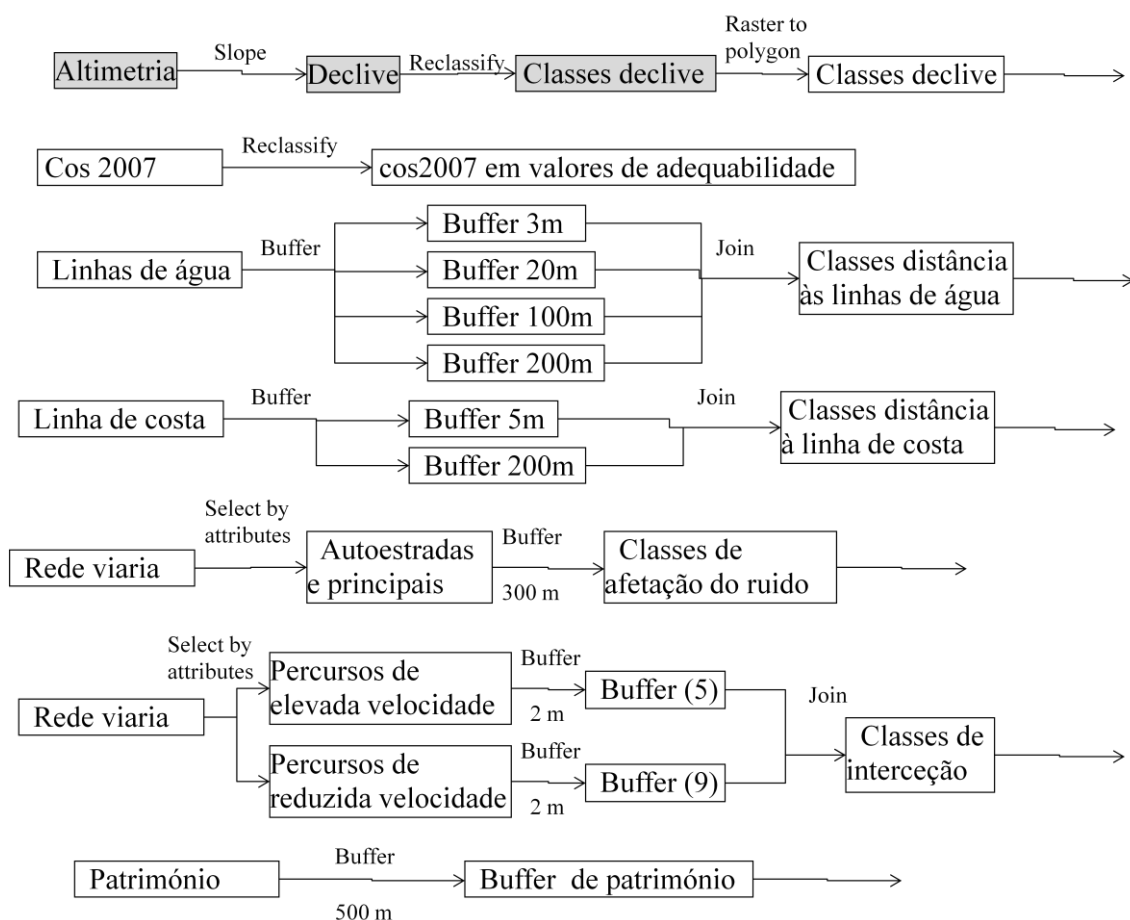 Altimetria
Slope
Declive
Reclassify
Classes declive
Raster to
polygon
Classes declive
Cos 2007
Reclassify
cos2007 em valores de adequabilidade
Linhas de água
Buffer
Buffer 3m
Buffer 20m
Buffer 100m
Buffer 200m
Join
Classes distância
às linhas de água
Linha de costa
Buffer
Buffer 5m
Buffer 200m
Join
Classes distância
à linha de costa
Rede viaria
Select by
attributes
Autoestradas
e principais
Buffer
300 m
Classes de
afetação do ruido
Rede viaria
Select by
attributes
Percursos de
elevada velocidade
Buffer
2 m
Buffer (5)
Percursos de
reduzida velocidade
Buffer
2 m
Buffer (9)
Join
Classes de
interceção
Património
Buffer
500 m
Buffer de património